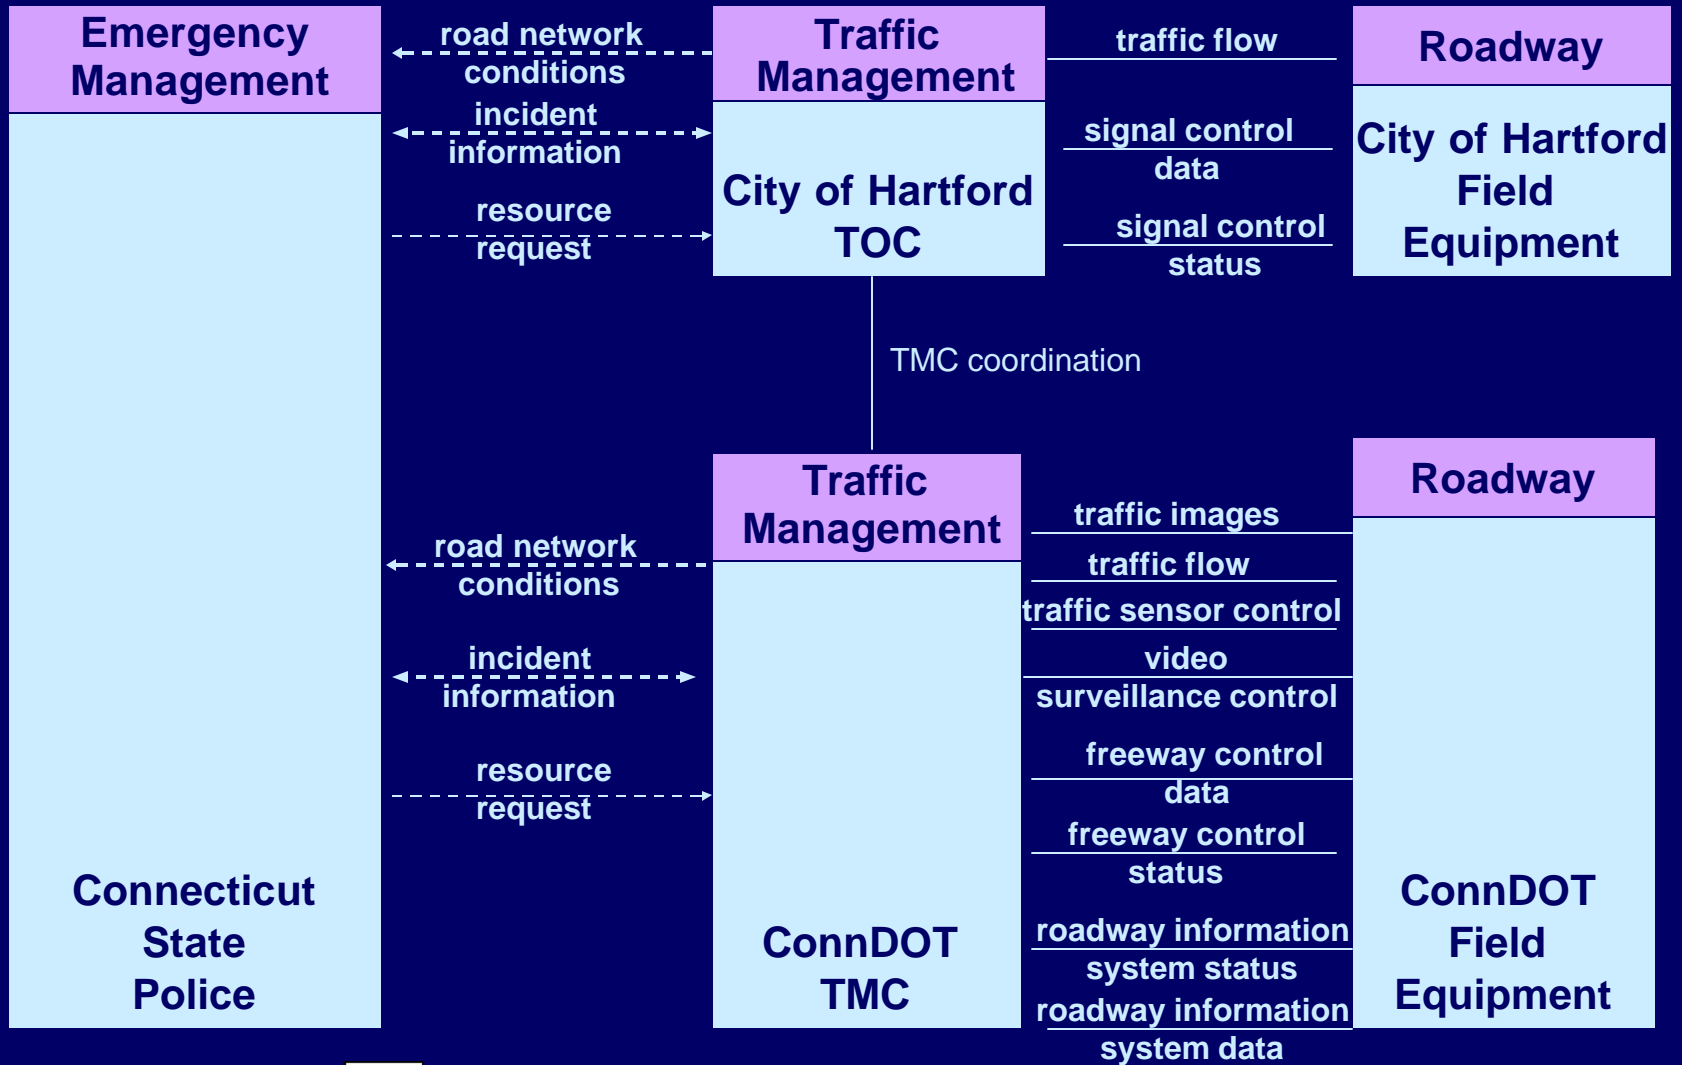 Emergency
Management
road network
conditions
incident
information
resource
request
Traffic
Management
City of Hartford
TOC
traffic flow
signal control
data
signal control
status
Roadway
City of Hartford
Field
Equipment
TMC coordination
Connecticut
State
Police
road network
conditions
incident
information
resource
request
Traffic
Management
ConnDOT
TMC
traffic images
traffic flow
traffic sensor control
video
surveillance control
freeway control
data
freeway control
status
roadway information
system status
roadway information
system data
Roadway
ConnDOT
Field
Equipment